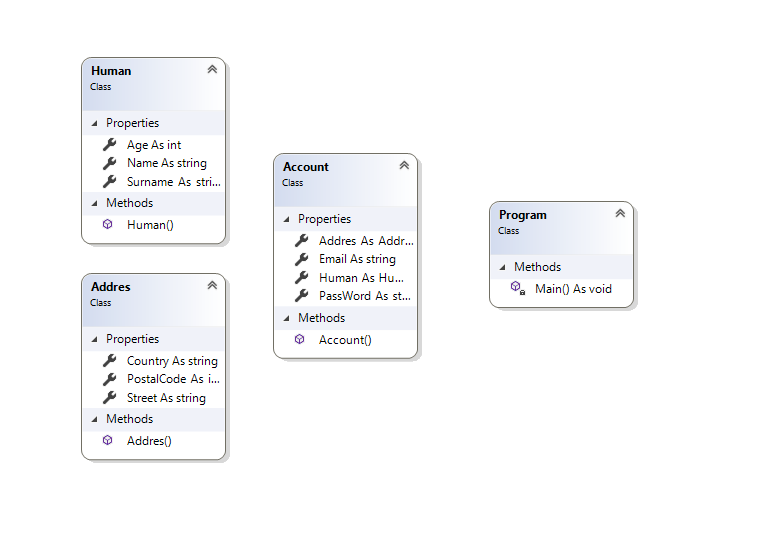 Human
Class
Properties
Age As int
Name As string
Surname As stri...
Methods
Human()
Addres
Class
Properties
Country As string
PostalCode As i...
Street As string
Methods
Addres()
Account
Class
Properties
Addres As Addr...
Email As string
Human As Hu...
PassWord As st...
Methods
Account()
Program
Class
Methods
Main() As void